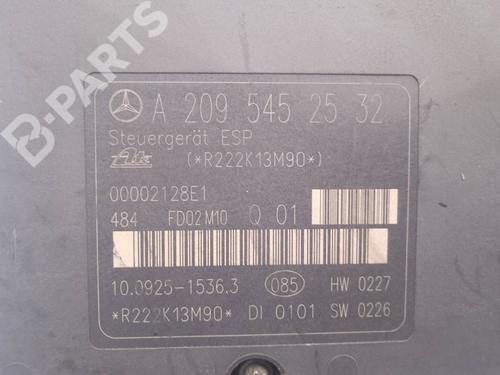 B-PARTS
A 209 545 25 32
Steuergerät ESP
Ate (*R222K13M90*)
00002128E1
484 FD02M10 Q 01
10.0925-1536.3 085 HW 0227
*R222K13M90* DI 0101 SW 0226